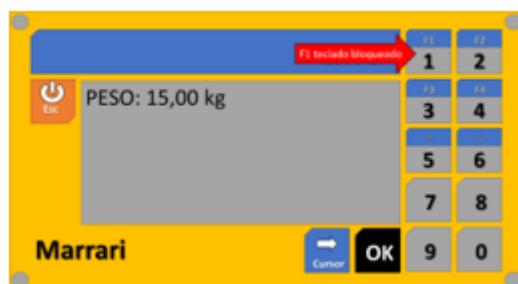 F1 F2
F1 teclado bloqueado
1 2
Esc
PESO: 15,00 kg
F3 F4
3 4
5 6
7 8
Marrari
Cursor
OK
9 0